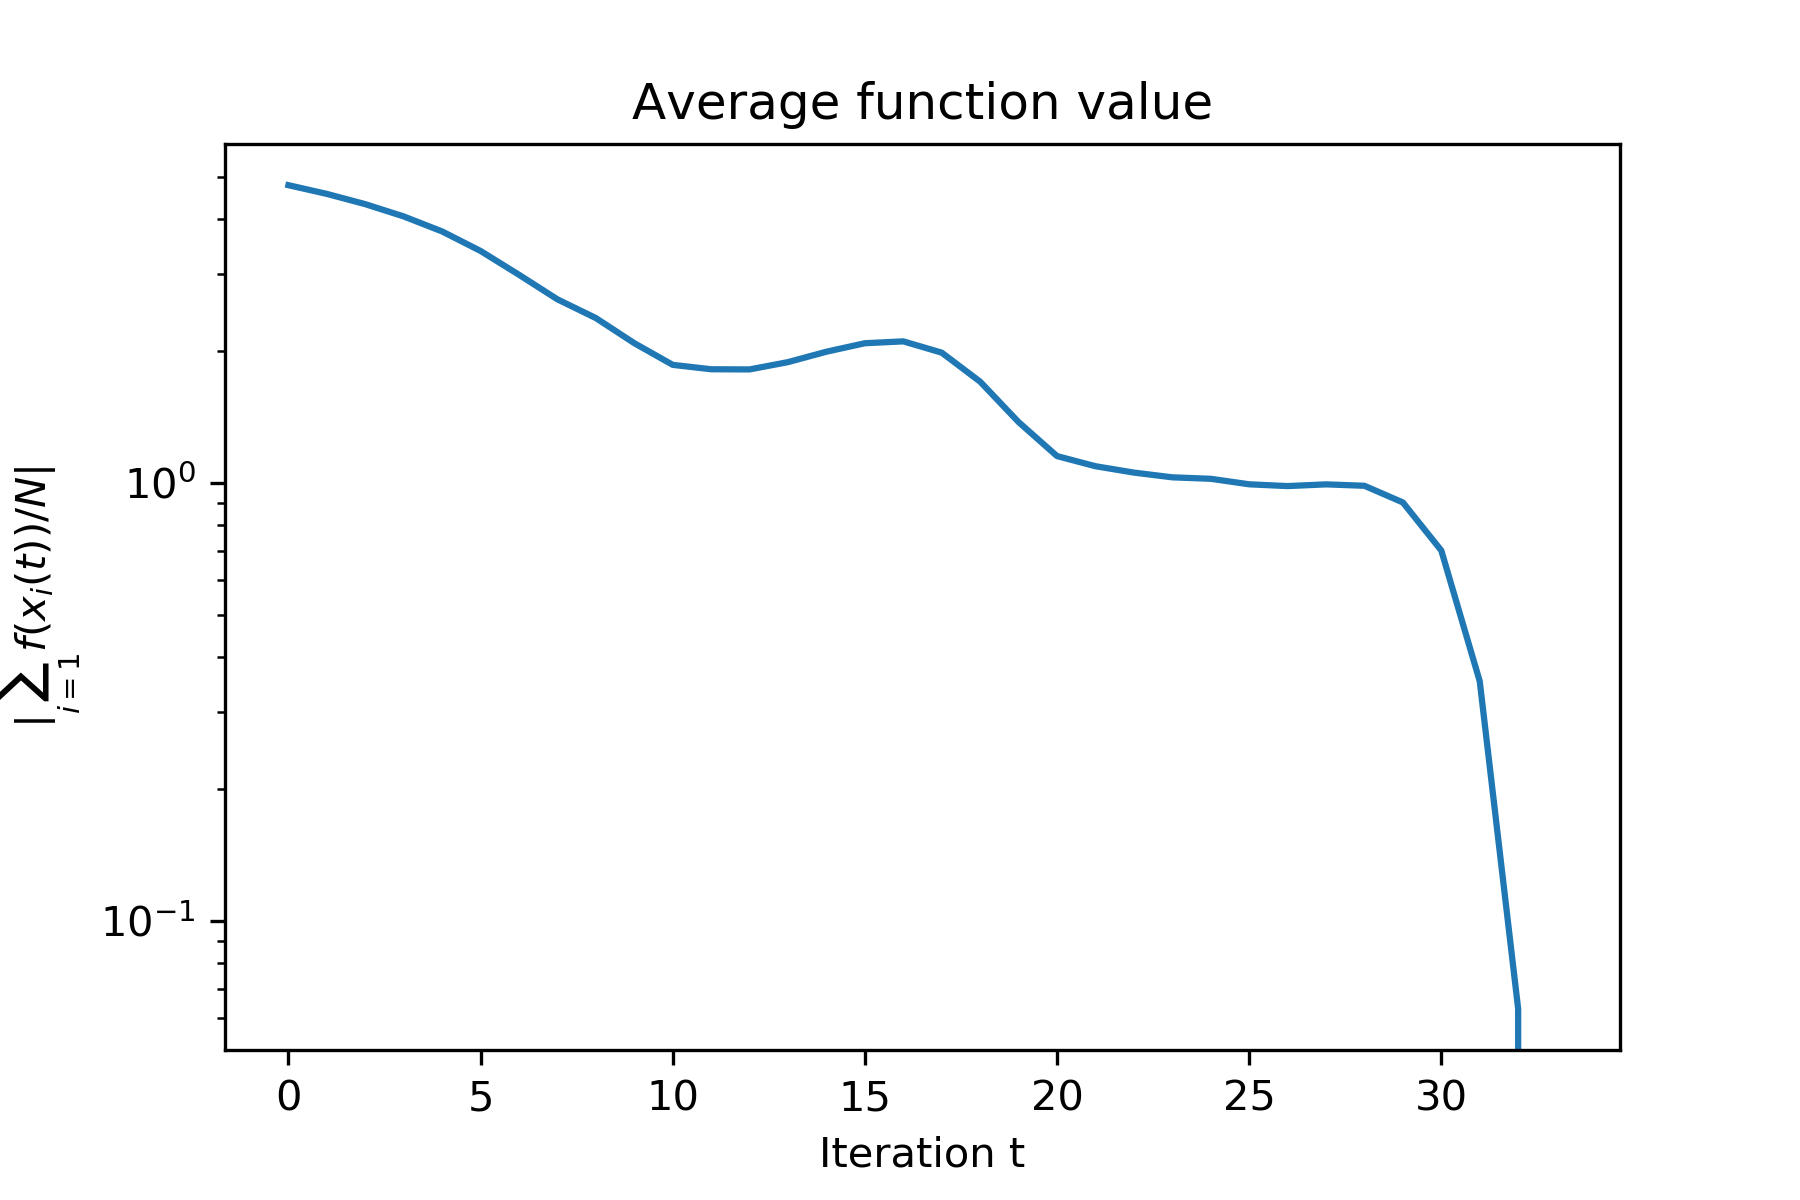 Average function value
|∑_{i=1} f(x_i(t))/N|
10^0
10^{-1}
0 5 10 15 20 25 30
Iteration t